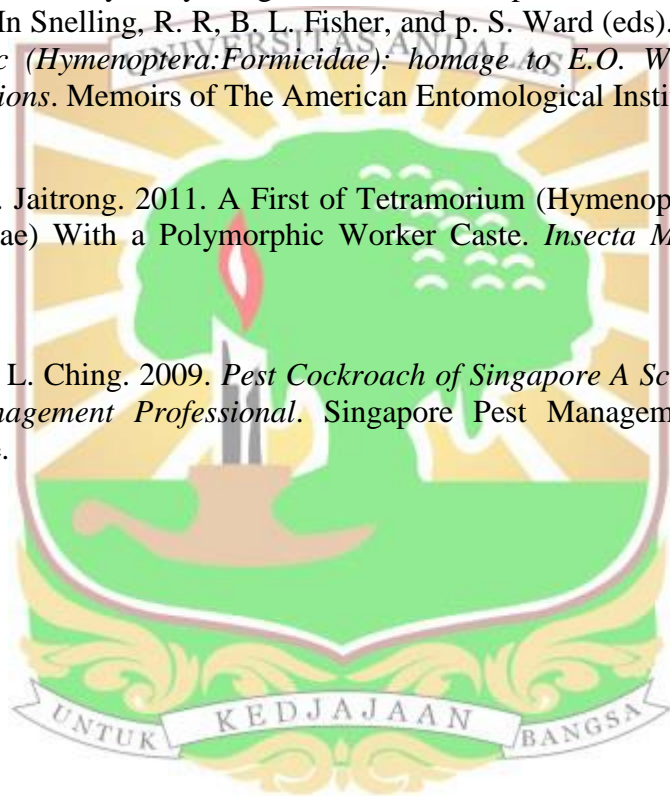 In Snelling, R. R, B. L. Fisher, and p. S. Ward (eds).
c (Hymenoptera:Formicidae): homage to E.O. W
ions. Memoirs of The American Entomological Insti
. Jaitrong. 2011. A First of Tetramorium (Hymenop
ae) With a Polymorphic Worker Caste. Insecta M
L. Ching. 2009. Pest Cockroach of Singapore A Sc
nagement Professional. Singapore Pest Managem
.
UNIVERSITAS ANDALAS
UNTUK KEDJAJAAN BANGSA